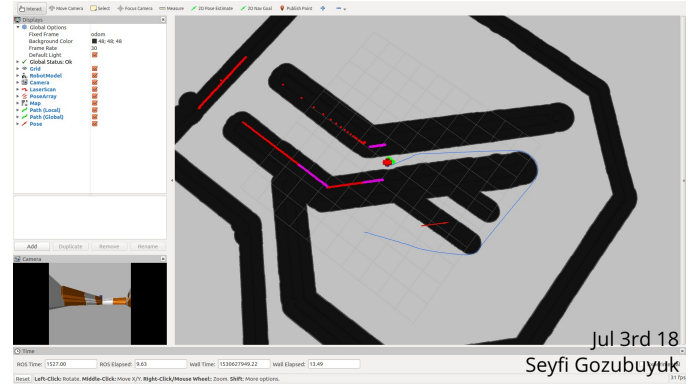 Interact Move Camera Select Focus Camera Measure 2D Pose Estimate 2D Nav Goal Publish Point
Displays
Global Options
Fixed Frame odom
Background Color 48; 48; 48
Frame Rate 30
Default Light
Global Status: Ok
Grid
RobotModel
Camera
LaserScan
PoseArray
Map
Path (Local)
Path (Global)
Pose
Add Duplicate Remove Rename
Camera
Jul 3rd 18
Seyfi Gozubuyuk
Time
ROS Time: 1527.00 ROS Elapsed: 9.63 Wall Time: 1530627949.22 Wall Elapsed: 13.49
Reset Left-Click: Rotate. Middle-Click: Move X/Y. Right-Click/Mouse Wheel: Zoom. Shift: More options. 31 fps